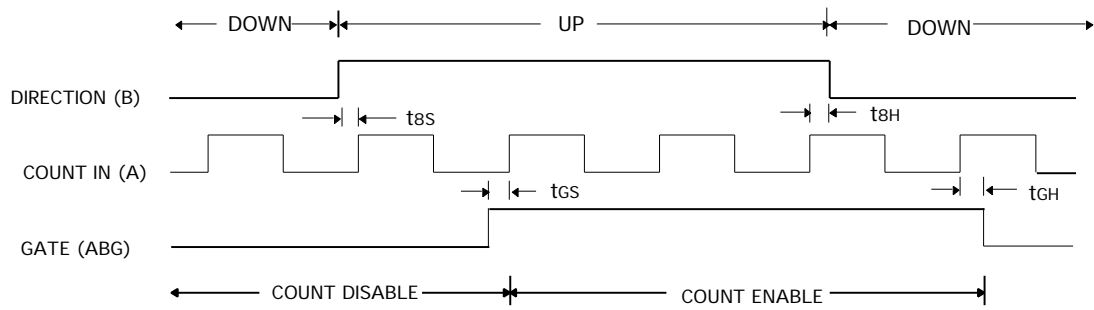 DOWN
UP
DOWN
DIRECTION (B)
t8S
t8H
COUNT IN (A)
tGS
tGH
GATE (ABG)
COUNT DISABLE
COUNT ENABLE